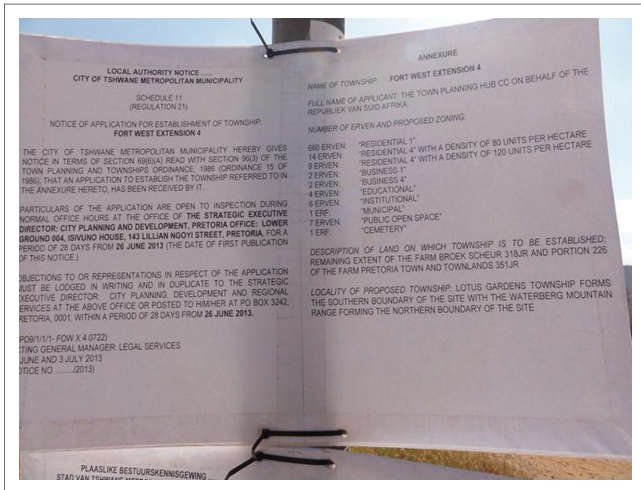 LOCAL AUTHORITY NOTICE ......
CITY OF TSHWANE METROPOLITAN MUNICIPALITY
SCHEDULE 11
(REGULATION 21)
NOTICE OF APPLICATION FOR ESTABLISHMENT OF TOWNSHIP:
FORT WEST EXTENSION 4
THE CITY OF TSHWANE METROPOLITAN MUNICIPALITY HEREBY GIVES
NOTICE IN TERMS OF SECTION 69(6)(A) READ WITH SECTION 96(3) OF THE
TOWN PLANNING AND TOWNSHIPS ORDINANCE, 1986 (ORDINANCE 15 OF
1986), THAT AN APPLICATION TO ESTABLISH THE TOWNSHIP REFERRED TO IN
THE ANNEXURE HERETO, HAS BEEN RECEIVED BY IT.
PARTICULARS OF THE APPLICATION ARE OPEN TO INSPECTION DURING
NORMAL OFFICE HOURS AT THE OFFICE OF THE STRATEGIC EXECUTIVE
DIRECTOR: CITY PLANNING AND DEVELOPMENT, PRETORIA OFFICE: LOWER
GROUND 004, ISIVUNO HOUSE, 143 LILLIAN NGOYI STREET, PRETORIA, FOR A
PERIOD OF 28 DAYS FROM 26 JUNE 2013 (THE DATE OF FIRST PUBLICATION
OF THIS NOTICE.)
OBJECTIONS TO OR REPRESENTATIONS IN RESPECT OF THE APPLICATION
MUST BE LODGED IN WRITING AND IN DUPLICATE TO THE STRATEGIC
EXECUTIVE DIRECTOR: CITY PLANNING, DEVELOPMENT AND REGIONAL
SERVICES AT THE ABOVE OFFICE OR POSTED TO HIM/HER AT PO BOX 3242,
RETORIA, 0001, WITHIN A PERIOD OF 28 DAYS FROM 26 JUNE 2013.
PD9/1/1/1- FOW X 4 0722)
CTING GENERAL MANAGER: LEGAL SERVICES
JUNE AND 3 JULY 2013
OTICE NO. ......../2013)
ANNEXURE
NAME OF TOWNSHIP: FORT WEST EXTENSION 4
FULL NAME OF APPLICANT: THE TOWN PLANNING HUB CC ON BEHALF OF THE
REPUBLIEK VAN SUID AFRIKA.
NUMBER OF ERVEN AND PROPOSED ZONING:
660 ERVEN: "RESIDENTIAL 1"
14 ERVEN: "RESIDENTIAL 4" WITH A DENSITY OF 80 UNITS PER HECTARE
9 ERVEN: "RESIDENTIAL 4" WITH A DENSITY OF 120 UNITS PER HECTARE
2 ERVEN: "BUSINESS 1"
2 ERVEN: "BUSINESS 4"
4 ERVEN: "EDUCATIONAL"
6 ERVEN: "INSTITUTIONAL"
1 ERF: "MUNICIPAL"
7 ERVEN: "PUBLIC OPEN SPACE"
1 ERF: "CEMETERY"
DESCRIPTION OF LAND ON WHICH TOWNSHIP IS TO BE ESTABLISHED:
REMAINING EXTENT OF THE FARM BROEK SCHEUR 318JR AND PORTION 226
OF THE FARM PRETORIA TOWN AND TOWNLANDS 351JR.
LOCALITY OF PROPOSED TOWNSHIP: LOTUS GARDENS TOWNSHIP FORMS
THE SOUTHERN BOUNDARY OF THE SITE WITH THE WATERBERG MOUNTAIN
RANGE FORMING THE NORTHERN BOUNDARY OF THE SITE
PLAASLIKE BESTUURSKENNISGEWING ......
STAD VAN TSHWANE